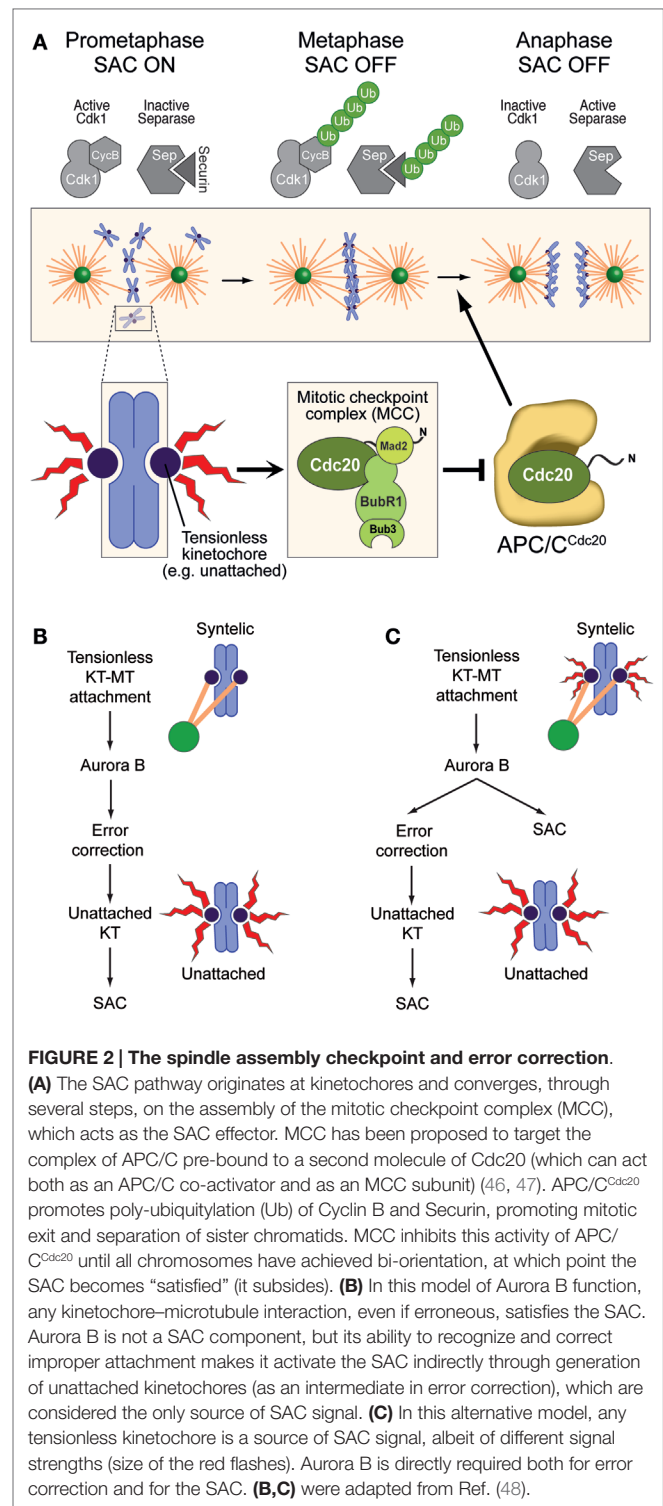 A
Prometaphase
SAC ON
Metaphase
SAC OFF
Anaphase
SAC OFF
Active
Cdk1
Inactive
Separase
Inactive
Cdk1
Active
Separase
CycB
Cdk1
Sep
Securin
Ub
Ub
Ub
Ub
CycB
Cdk1
Sep
Ub
Ub
Ub
Ub
Cdk1
Sep
Mitotic checkpoint
complex (MCC)
Mad2
N
Cdc20
BubR1
Bub3
Cdc20
N
APC/C^Cdc20
Tensionless
kinetochore
(e.g. unattached)
B
Tensionless
KT-MT
attachment
Syntelic
Aurora B
Error
correction
Unattached
KT
Unattached
SAC
C
Tensionless
KT-MT
attachment
Syntelic
Aurora B
Error
correction
SAC
Unattached
KT
Unattached
SAC
FIGURE 2 | The spindle assembly checkpoint and error correction.
(A) The SAC pathway originates at kinetochores and converges, through
several steps, on the assembly of the mitotic checkpoint complex (MCC),
which acts as the SAC effector. MCC has been proposed to target the
complex of APC/C pre-bound to a second molecule of Cdc20 (which can act
both as an APC/C co-activator and as an MCC subunit) (46, 47). APC/C^Cdc20
promotes poly-ubiquitylation (Ub) of Cyclin B and Securin, promoting mitotic
exit and separation of sister chromatids. MCC inhibits this activity of APC/
C^Cdc20 until all chromosomes have achieved bi-orientation, at which point the
SAC becomes “satisfied” (it subsides). (B) In this model of Aurora B function,
any kinetochore–microtubule interaction, even if erroneous, satisfies the SAC.
Aurora B is not a SAC component, but its ability to recognize and correct
improper attachment makes it activate the SAC indirectly through generation
of unattached kinetochores (as an intermediate in error correction), which are
considered the only source of SAC signal. (C) In this alternative model, any
tensionless kinetochore is a source of SAC signal, albeit of different signal
strengths (size of the red flashes). Aurora B is directly required both for error
correction and for the SAC. (B,C) were adapted from Ref. (48).